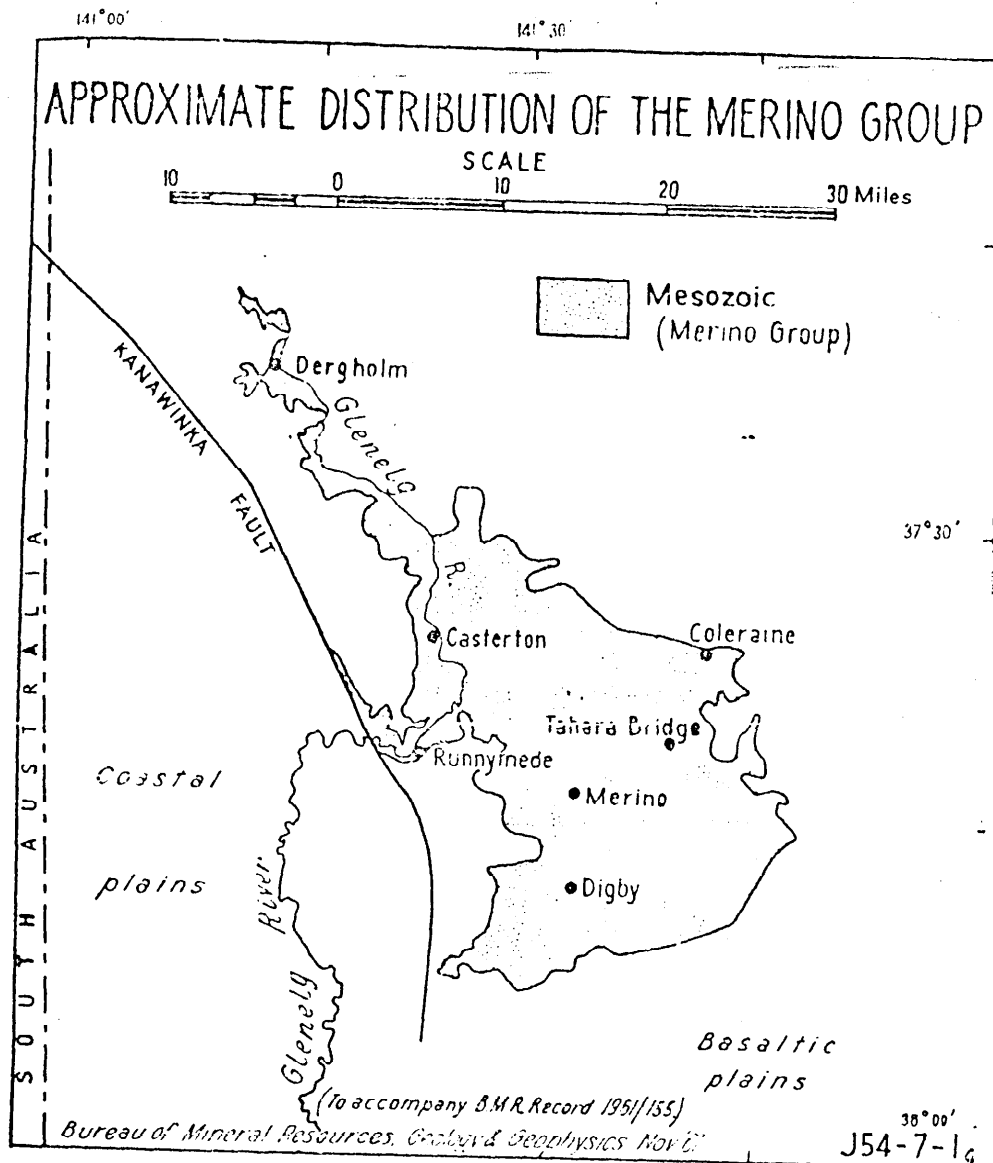 141°00'
141°30'
APPROXIMATE DISTRIBUTION OF THE MERINO GROUP
SCALE
10 0 10 20 30 Miles
Mesozoic
(Merino Group)
Dergholm
KANAWINKA
FAULT
Glenelg
R.
37°30'
Casterton
Coleraine
Tahara Bridge
Runnymede
Merino
Digby
SOUTH AUSTRALIA
Coastal
plains
Glenelg River
Basaltic
plains
(To accompany B.M.R. Record 1951/155.)
38°00'
Bureau of Mineral Resources, Geology & Geophysics Nov
J54-7-1